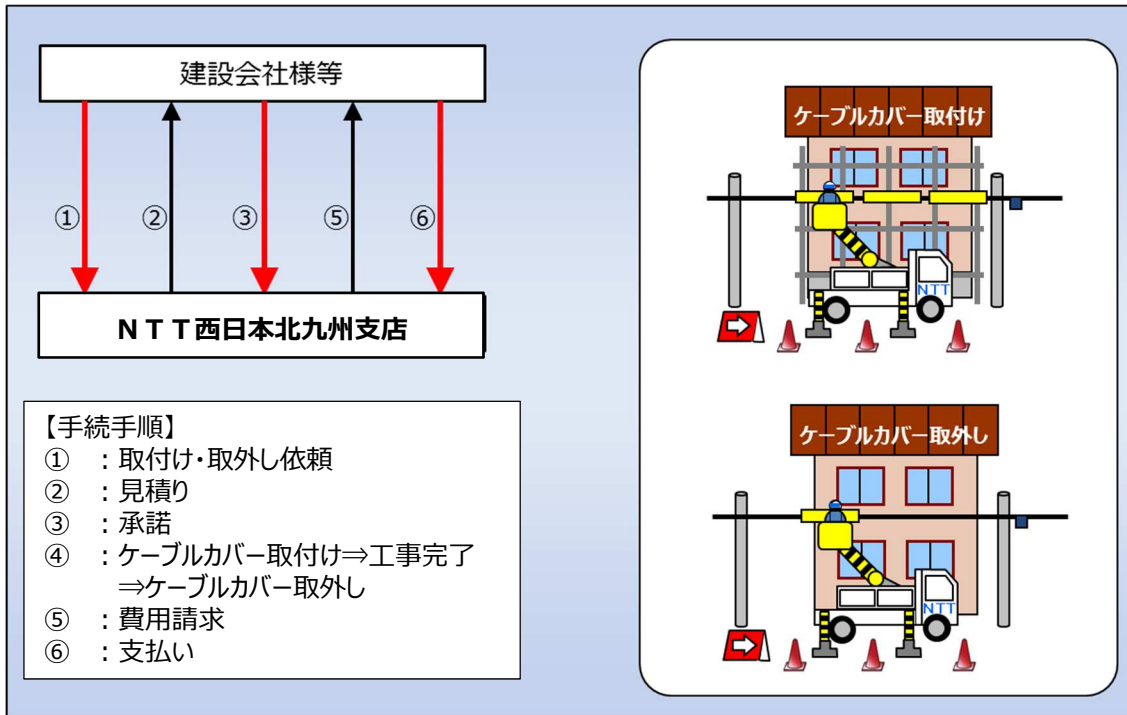 建設会社様等
①
②
③
⑤
⑥
ＮＴＴ西日本北九州支店
【手続手順】
① ：取付け・取外し依頼
② ：見積り
③ ：承諾
④ ：ケーブルカバー取付け⇒工事完了
⇒ケーブルカバー取外し
⑤ ：費用請求
⑥ ：支払い
ケーブルカバー取付け
NTT
ケーブルカバー取外し
NTT